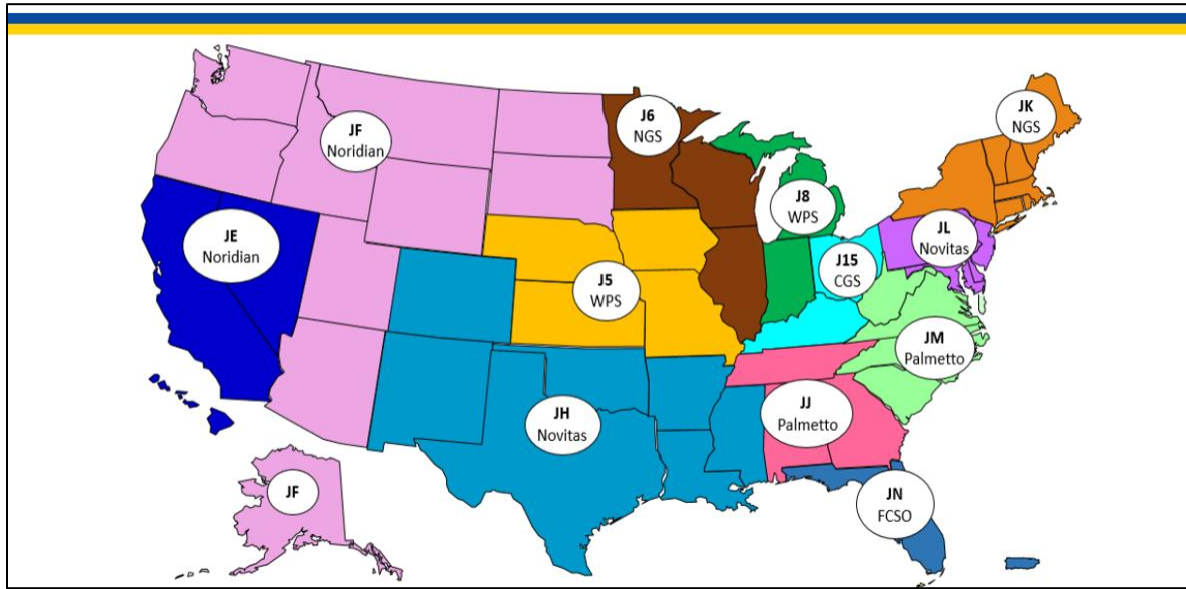 JF
Noridian
J6
NGS
JK
NGS
J8
WPS
JE
Noridian
JL
Novitas
J15
CGS
J5
WPS
JM
Palmetto
JH
Novitas
JJ
Palmetto
JF
JN
FCSO